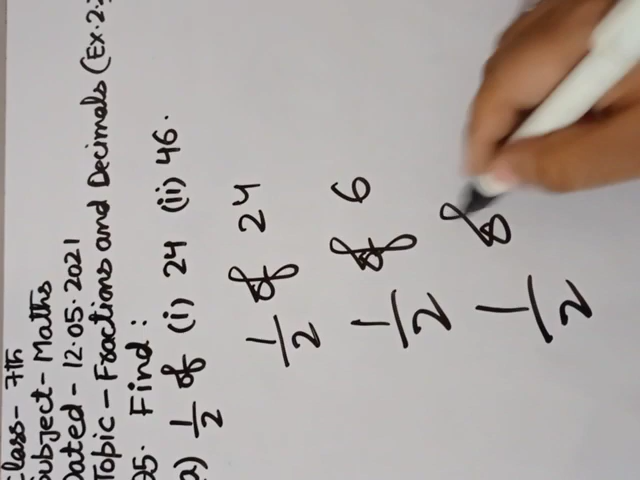 Class- 7th
Subject- Maths
Dated- 12.05.2021
Topic- Fractions and Decimals (Ex.2.
Q5. Find:
a) 1/2 of (i) 24 (ii) 46.
1/2 of 24
1/2 of 6
1/2